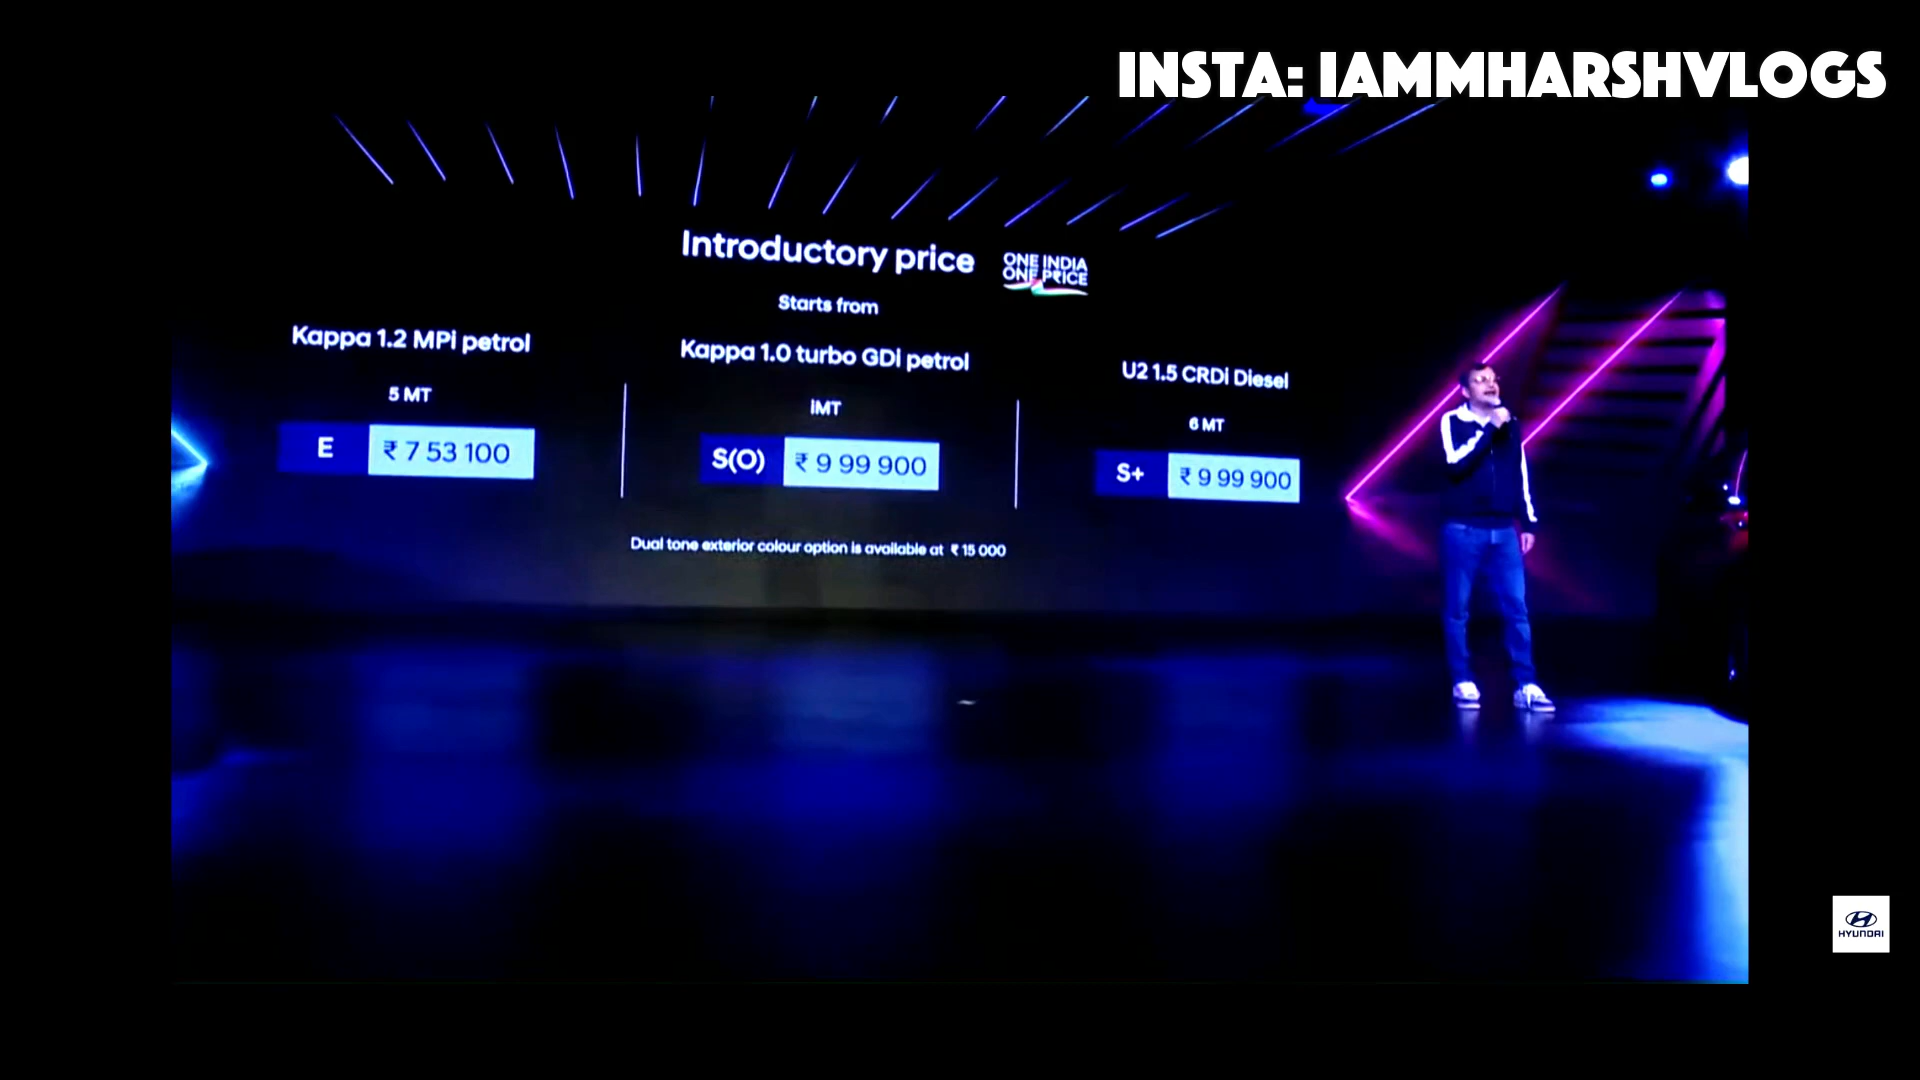 INSTA: IAMMHARSHVLOGS
Introductory price
ONE INDIA
ONE PRICE
Starts from
Kappa 1.2 MPi petrol
5 MT
E ₹ 7 53 100
Kappa 1.0 turbo GDi petrol
iMT
S(O) ₹ 9 99 900
U2 1.5 CRDi Diesel
6 MT
S+ ₹ 9 99 900
Dual tone exterior colour option is available at ₹ 15 000
HYUNDAI